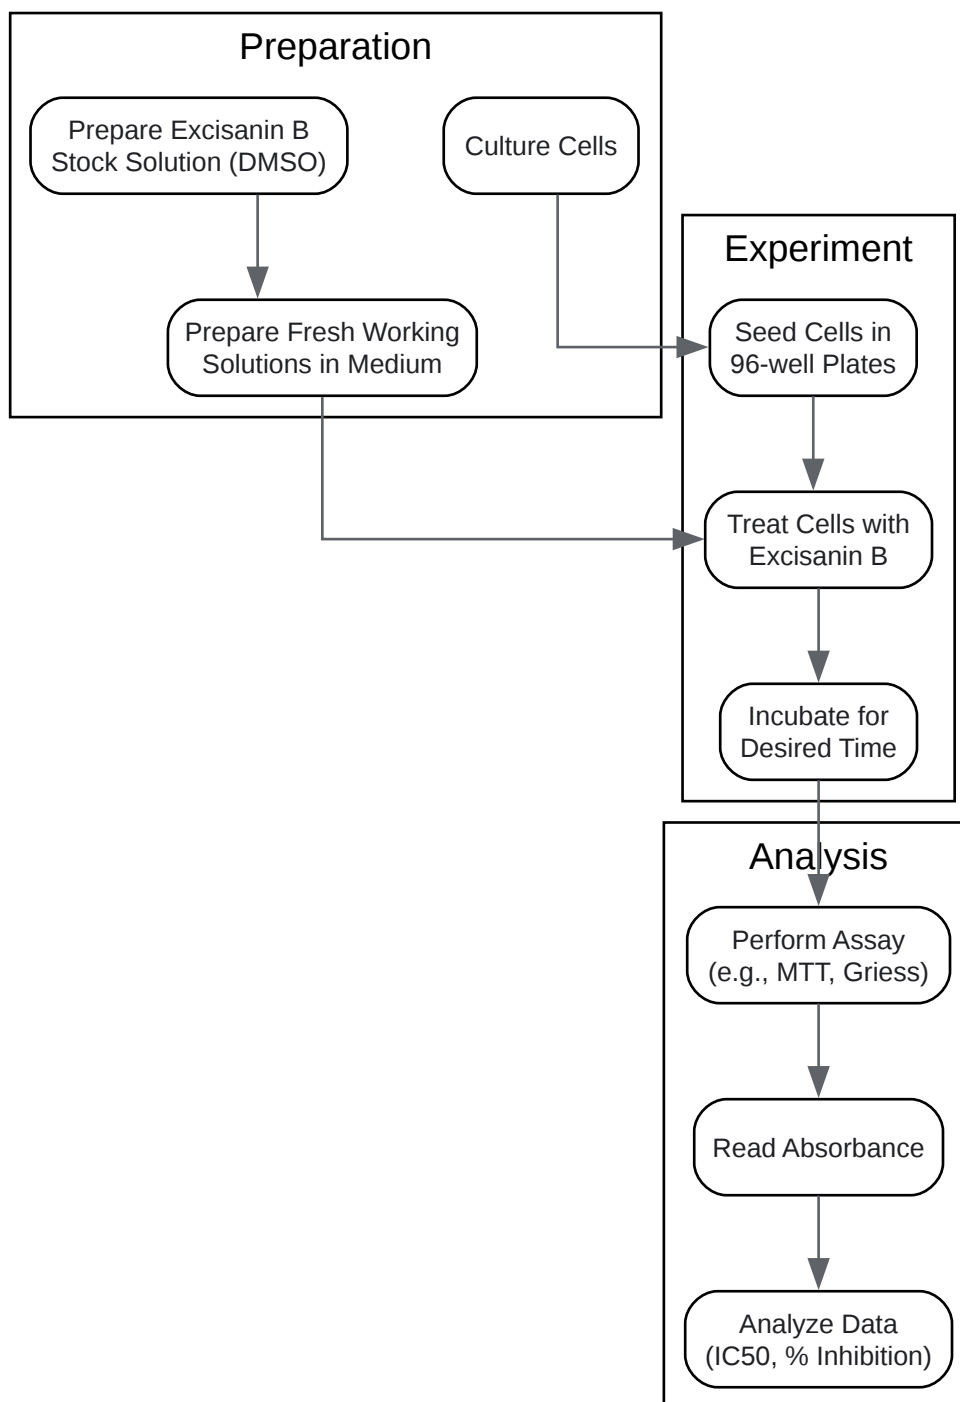 Preparation
Prepare Excisanin B
Stock Solution (DMSO)
Culture Cells
Prepare Fresh Working
Solutions in Medium
Experiment
Seed Cells in
96-well Plates
Treat Cells with
Excisanin B
Incubate for
Desired Time
Analysis
Perform Assay
(e.g., MTT, Griess)
Read Absorbance
Analyze Data
(IC50, % Inhibition)